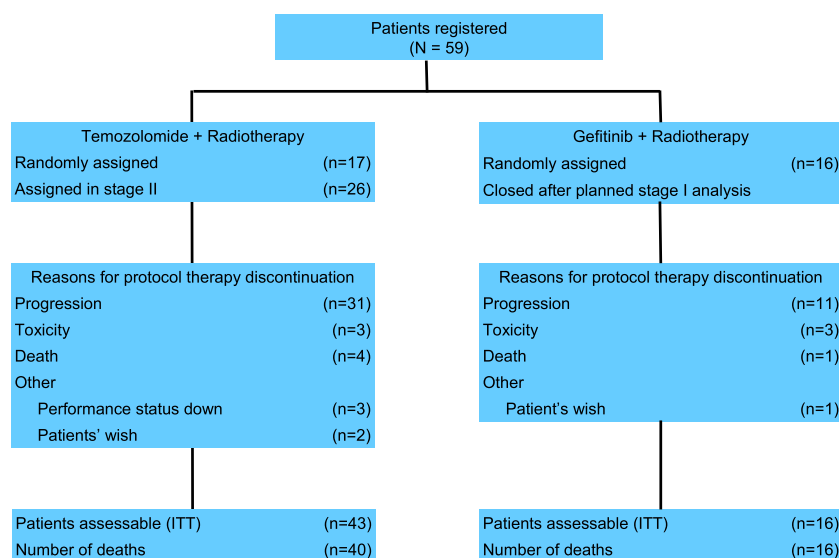 Patients registered
(N = 59)
Temozolomide + Radiotherapy
Randomly assigned (n=17)
Assigned in stage II (n=26)
Gefitinib + Radiotherapy
Randomly assigned (n=16)
Closed after planned stage I analysis
Reasons for protocol therapy discontinuation
Progression (n=31)
Toxicity (n=3)
Death (n=4)
Other
Performance status down (n=3)
Patients’ wish (n=2)
Reasons for protocol therapy discontinuation
Progression (n=11)
Toxicity (n=3)
Death (n=1)
Other
Patient’s wish (n=1)
Patients assessable (ITT) (n=43)
Number of deaths (n=40)
Patients assessable (ITT) (n=16)
Number of deaths (n=16)